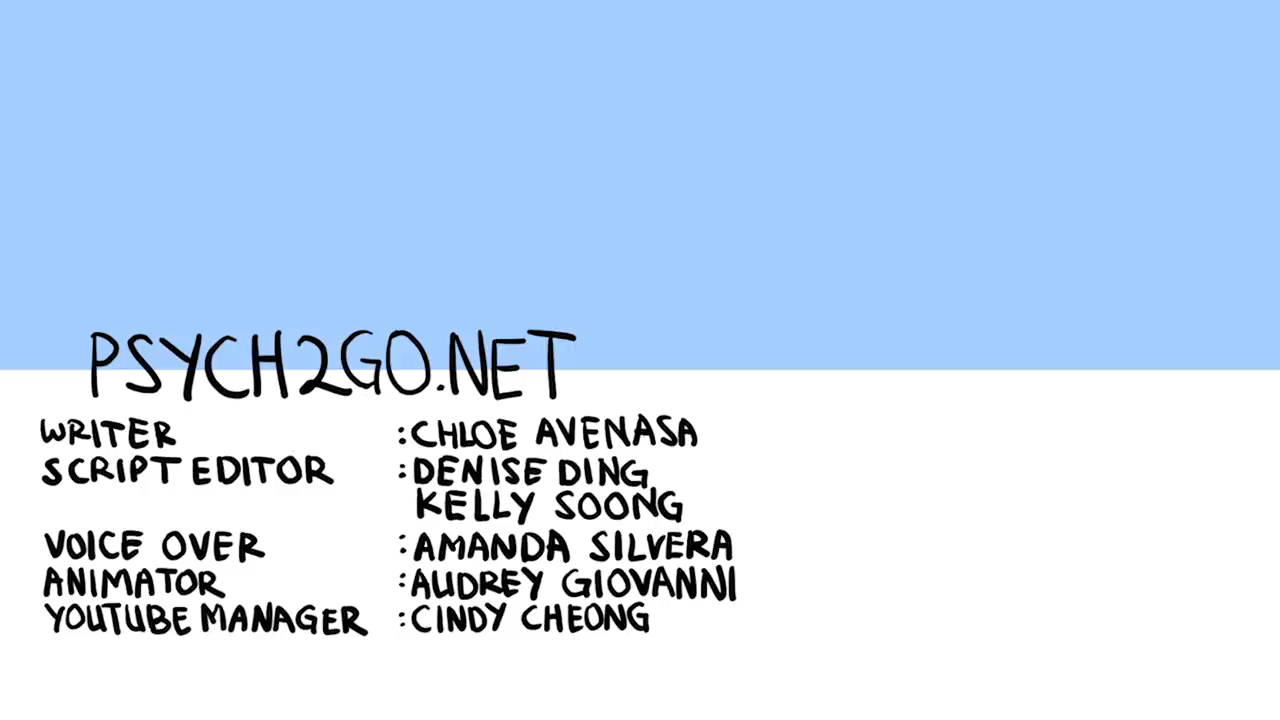 PSYCH2GO.NET
WRITER : CHLOE AVENASA
SCRIPT EDITOR : DENISE DING
KELLY SOONG
VOICE OVER : AMANDA SILVERA
ANIMATOR : AUDREY GIOVANNI
YOUTUBE MANAGER : CINDY CHEONG